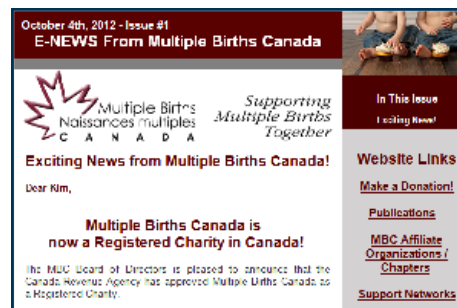 October 4th, 2012 - Issue #1
E-NEWS From Multiple Births Canada
Multiple Births
Naissances multiples
C A N A D A
Supporting
Multiple Births
Together
Exciting News from Multiple Births Canada!
Dear Kim,
Multiple Births Canada is
now a Registered Charity in Canada!
The MBC Board of Directors is pleased to announce that the
Canada Revenue Agency has approved Multiple Births Canada as
a Registered Charity.
In This Issue
Exciting News!
Website Links
Make a Donation!
Publications
MBC Affiliate
Organizations /
Chapters
Support Networks